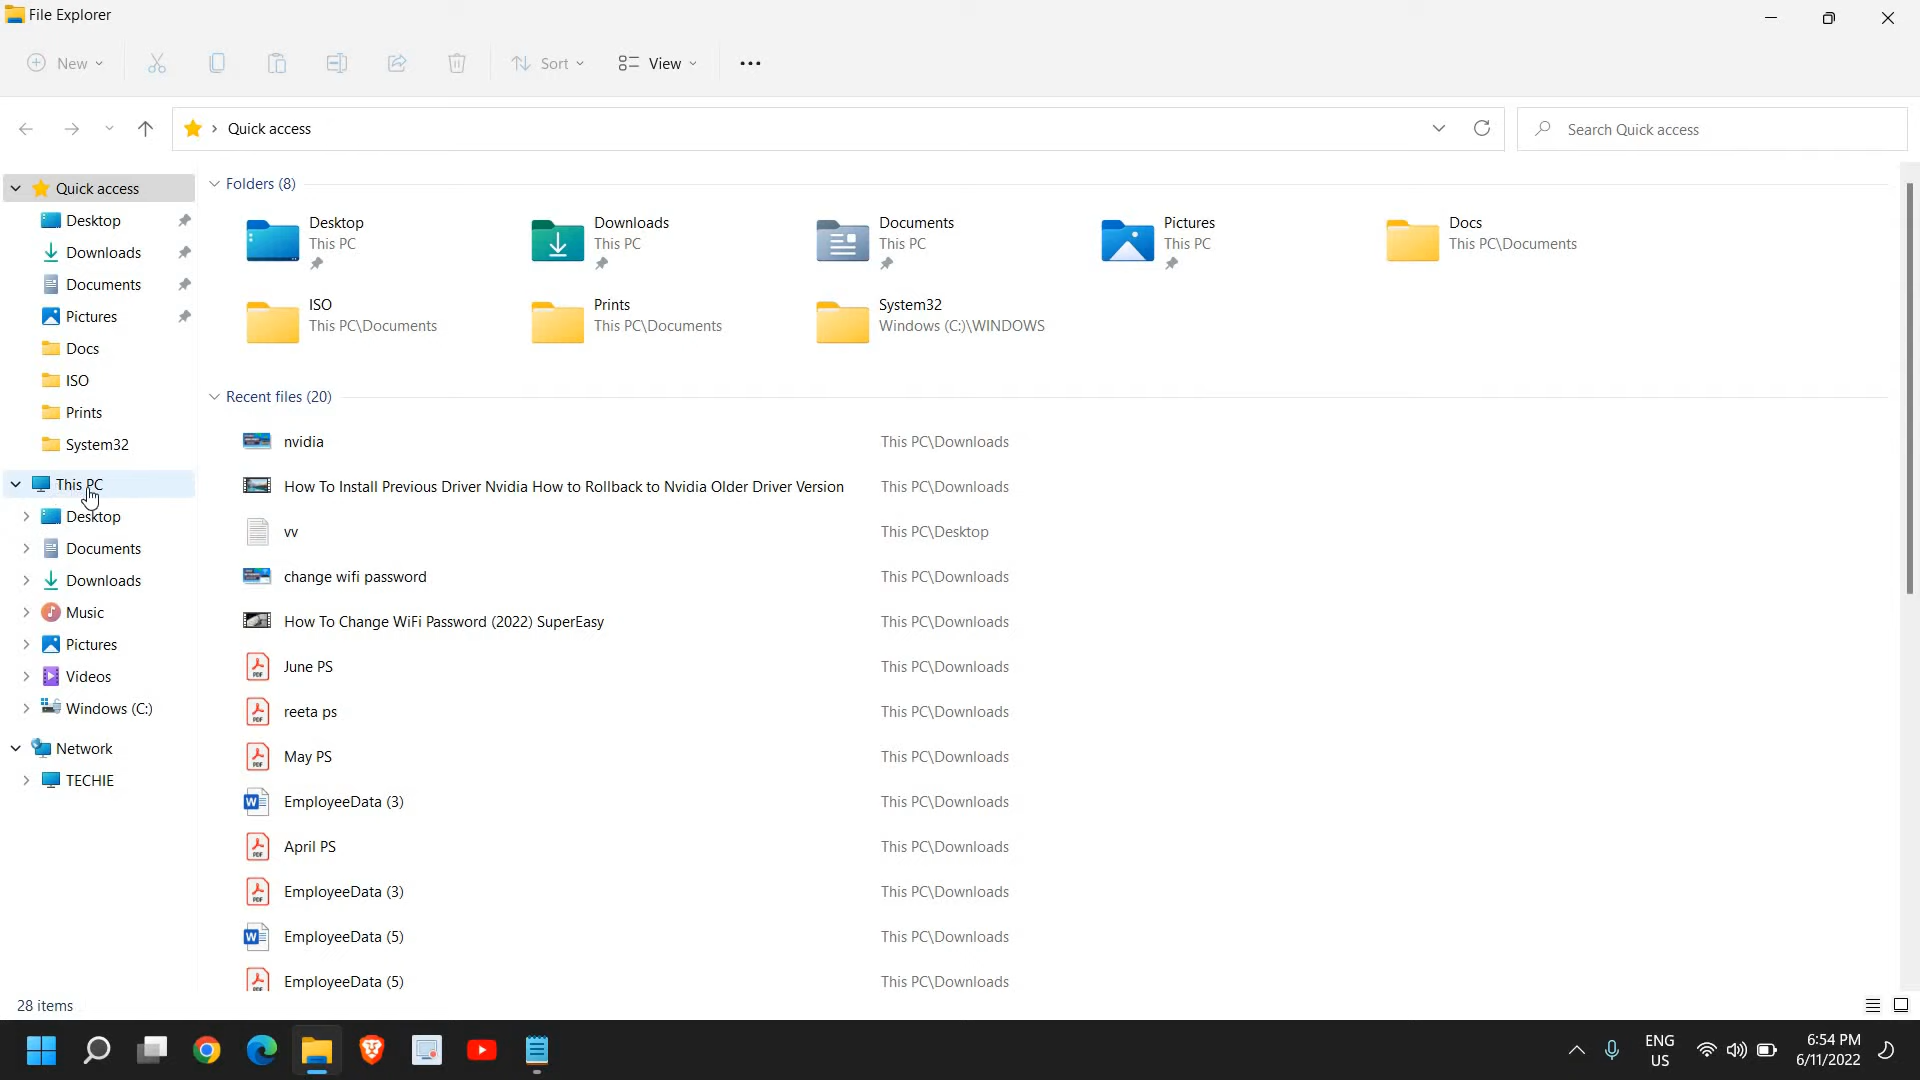 File Explorer
New
Sort
View
Quick access
Search Quick access
Quick access
Desktop
Downloads
Documents
Pictures
Docs
ISO
Prints
System32
This PC
Desktop
Documents
Downloads
Music
Pictures
Videos
Windows (C:)
Network
TECHIE
Folders (8)
Desktop
This PC
Downloads
This PC
Documents
This PC
Pictures
This PC
Docs
This PC\Documents
ISO
This PC\Documents
Prints
This PC\Documents
System32
Windows (C:)\WINDOWS
Recent files (20)
nvidia This PC\Downloads
How To Install Previous Driver Nvidia How to Rollback to Nvidia Older Driver Version This PC\Downloads
vv This PC\Desktop
change wifi password This PC\Downloads
How To Change WiFi Password (2022) SuperEasy This PC\Downloads
June PS This PC\Downloads
reeta ps This PC\Downloads
May PS This PC\Downloads
EmployeeData (3) This PC\Downloads
April PS This PC\Downloads
EmployeeData (3) This PC\Downloads
EmployeeData (5) This PC\Downloads
EmployeeData (5) This PC\Downloads
28 items
ENG
US
6:54 PM
6/11/2022